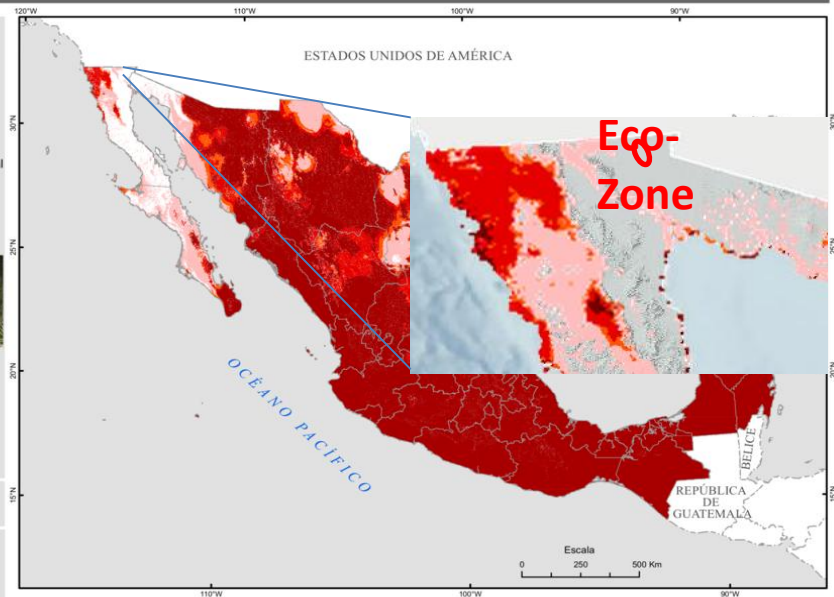 120°W 110°W 100°W 90°W
ESTADOS UNIDOS DE AMÉRICA
30°N
Eco-
Zone
25°N
20°N
OCÉANO PACÍFICO
BELICE
REPÚBLICA
DE
GUATEMALA
15°N 15°N
Escala
0 250 500 Km
110°W 100°W 90°W